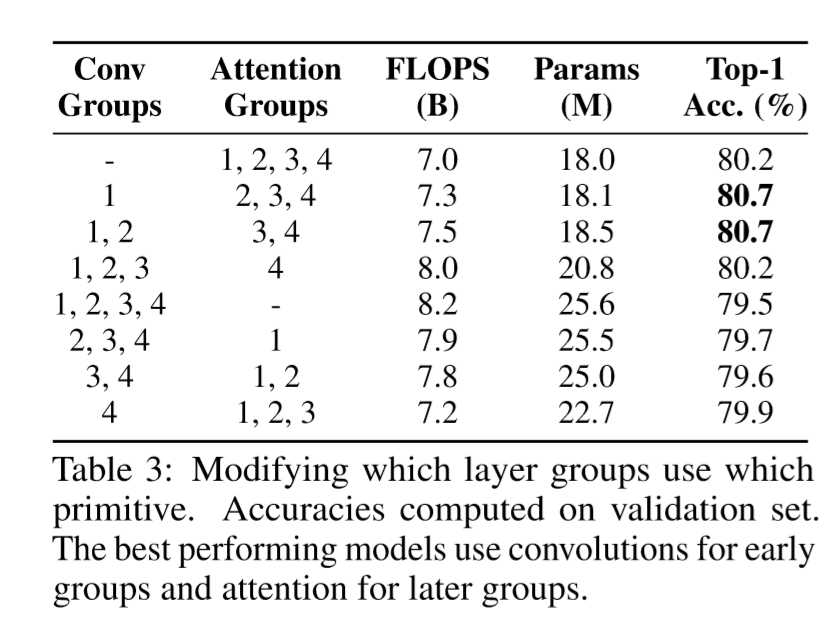 Conv Attention FLOPS Params Top-1
Groups Groups (B) (M) Acc. (%)
- 1, 2, 3, 4 7.0 18.0 80.2
1 2, 3, 4 7.3 18.1 80.7
1, 2 3, 4 7.5 18.5 80.7
1, 2, 3 4 8.0 20.8 80.2
1, 2, 3, 4 - 8.2 25.6 79.5
2, 3, 4 1 7.9 25.5 79.7
3, 4 1, 2 7.8 25.0 79.6
4 1, 2, 3 7.2 22.7 79.9
Table 3: Modifying which layer groups use which
primitive. Accuracies computed on validation set.
The best performing models use convolutions for early
groups and attention for later groups.